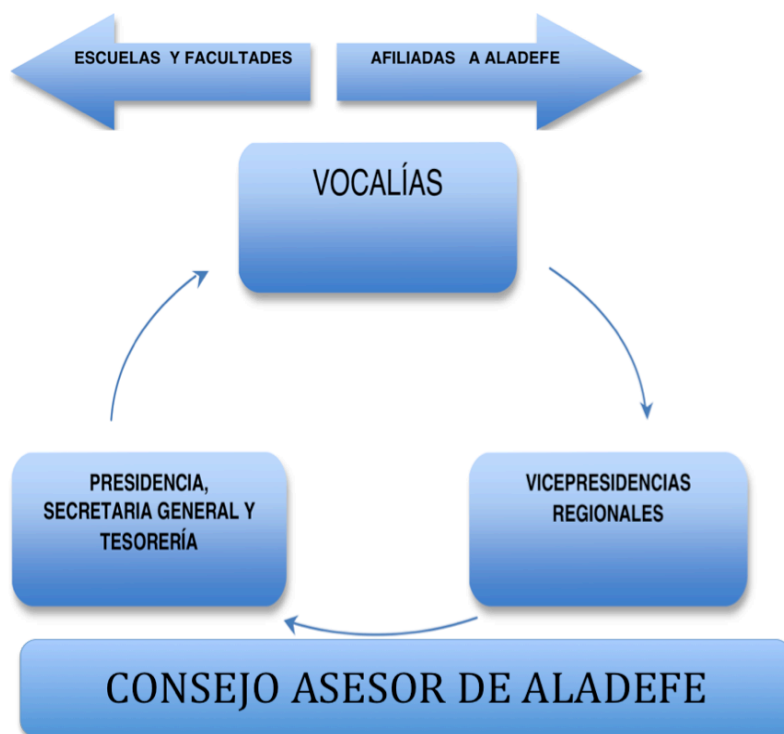 ESCUELAS Y FACULTADES
AFILIADAS A ALADEFE
VOCALÍAS
PRESIDENCIA,
SECRETARIA GENERAL Y
TESORERÍA
VICEPRESIDENCIAS
REGIONALES
CONSEJO ASESOR DE ALADEFE